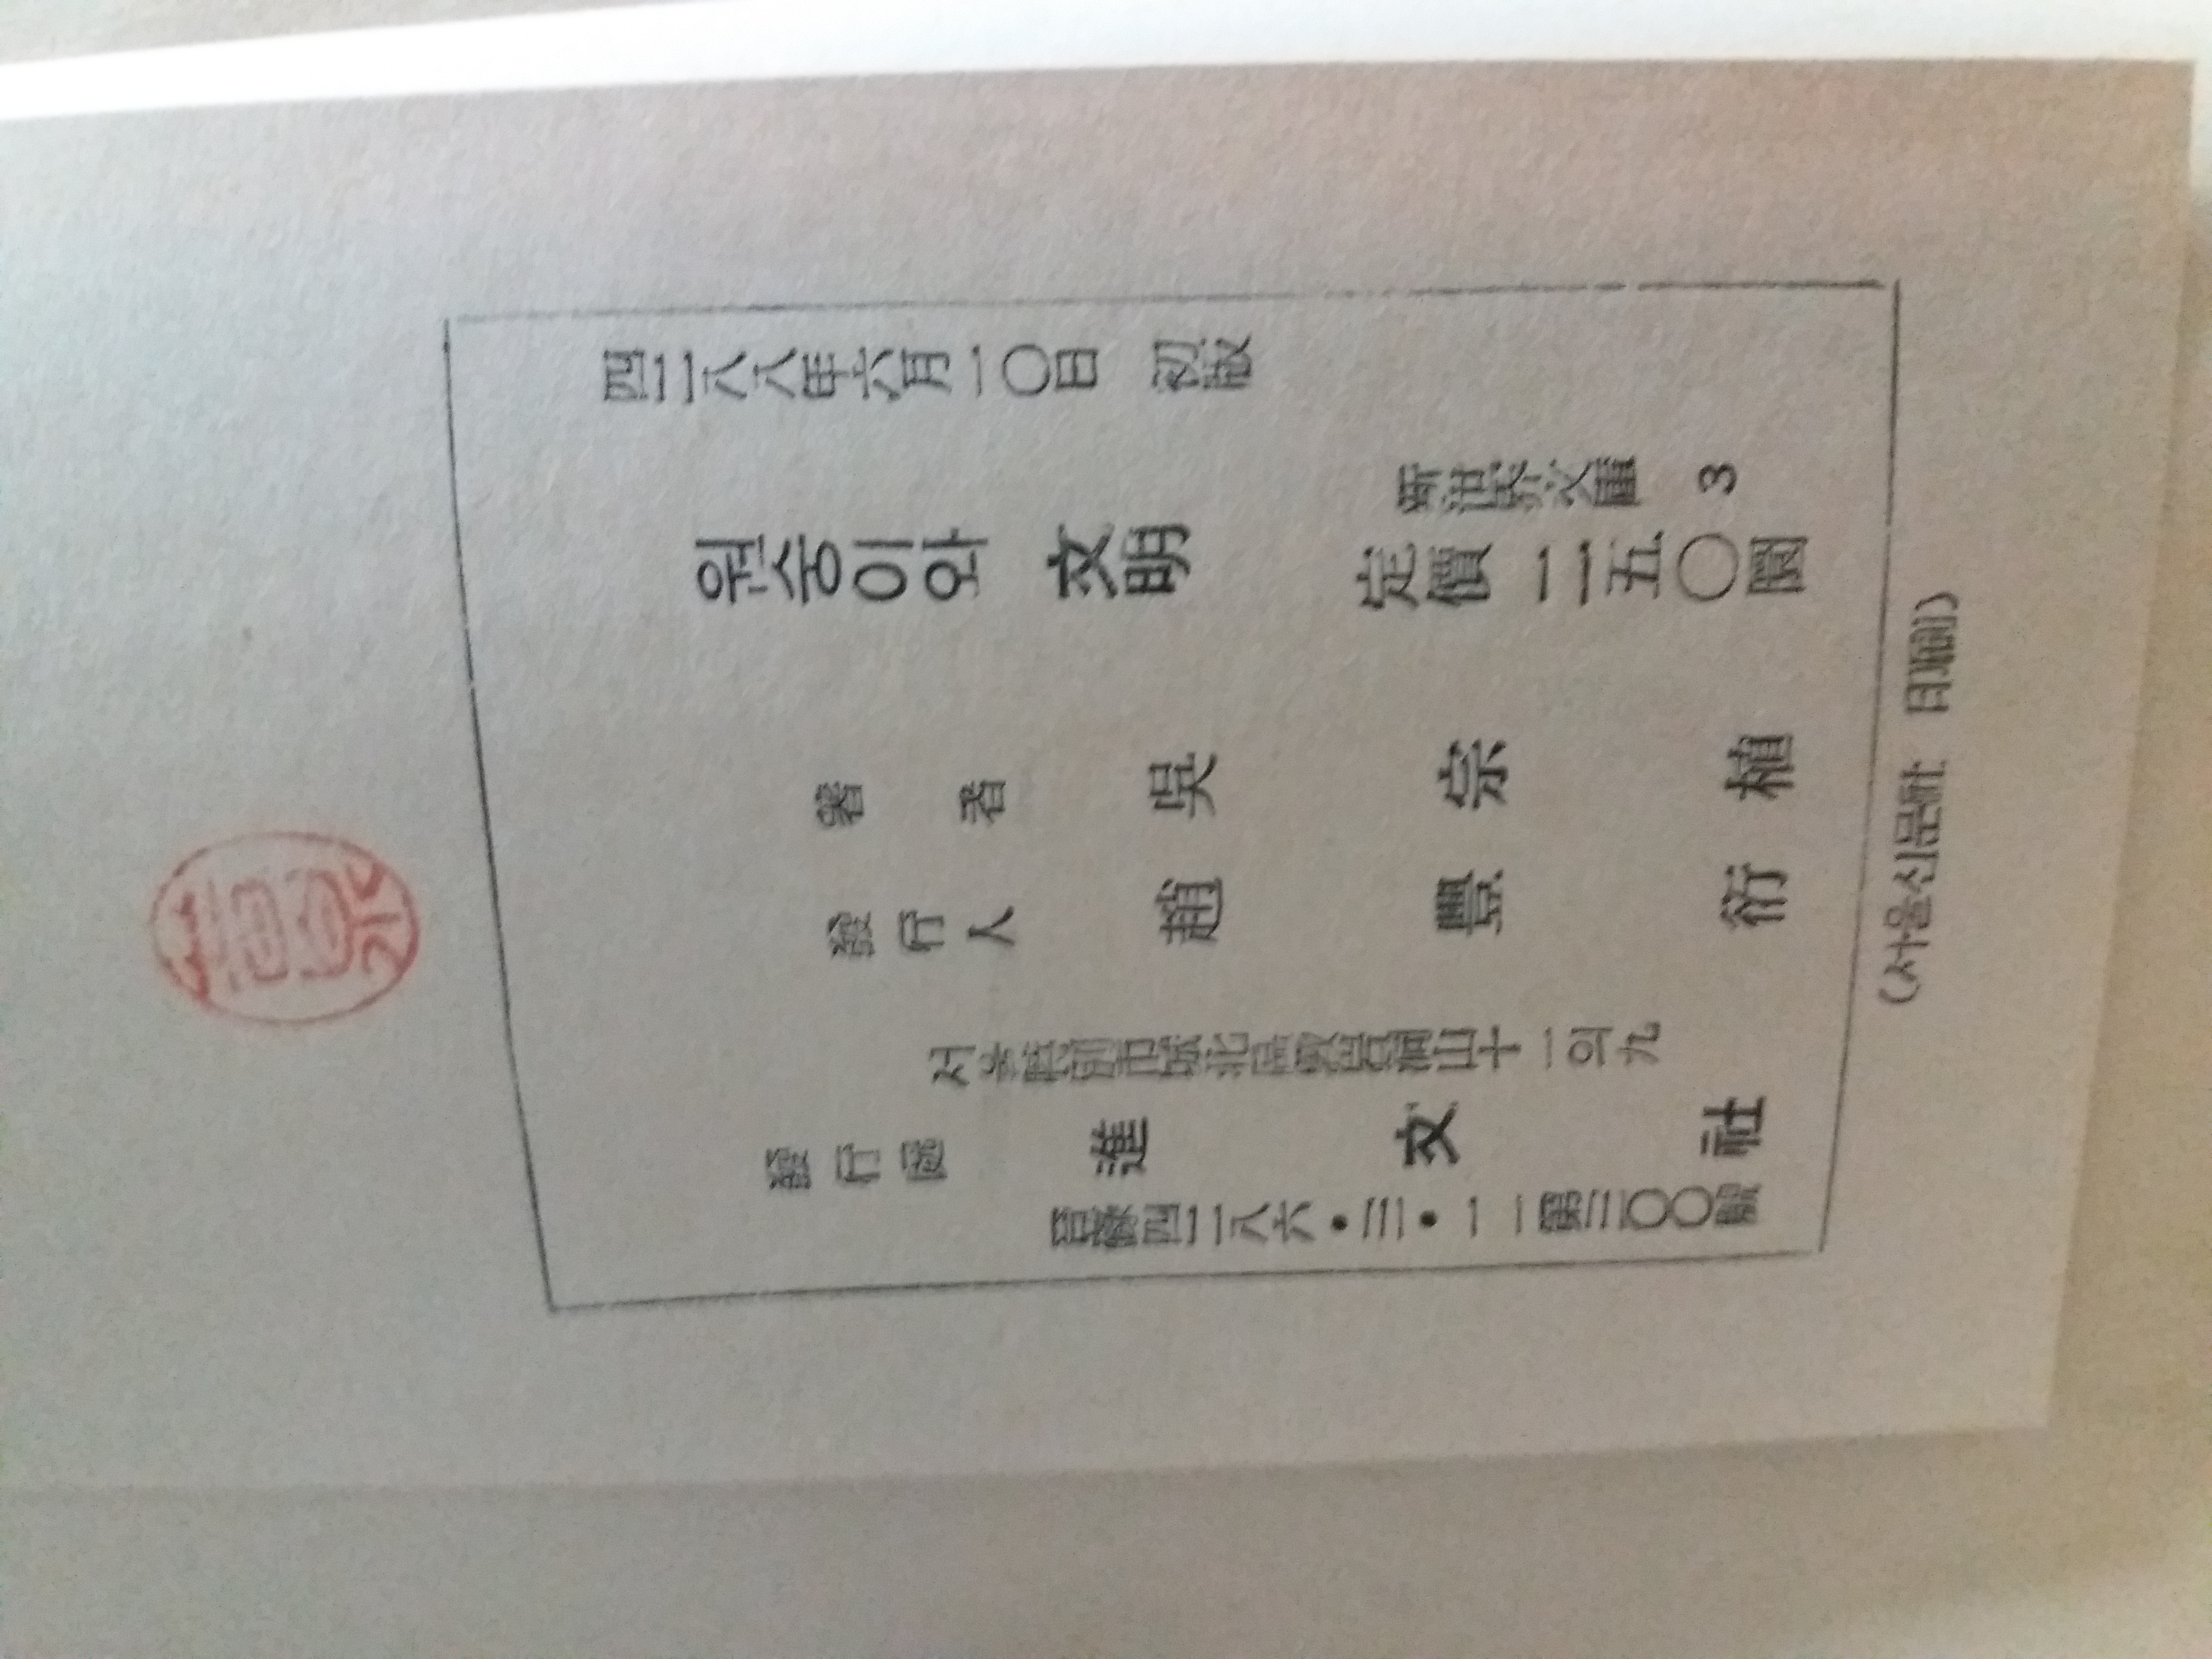 四二八八年六月一〇日 初版
新世界文庫 3
원숭이와 文明 定價 二五〇圜
著者 吳宗植
發行人 趙豊衍
서울特別市城北區敦岩洞山十一의九
發行處 進文社
登錄四二八六·三·一一第三〇〇號
(서울신문社 印刷)